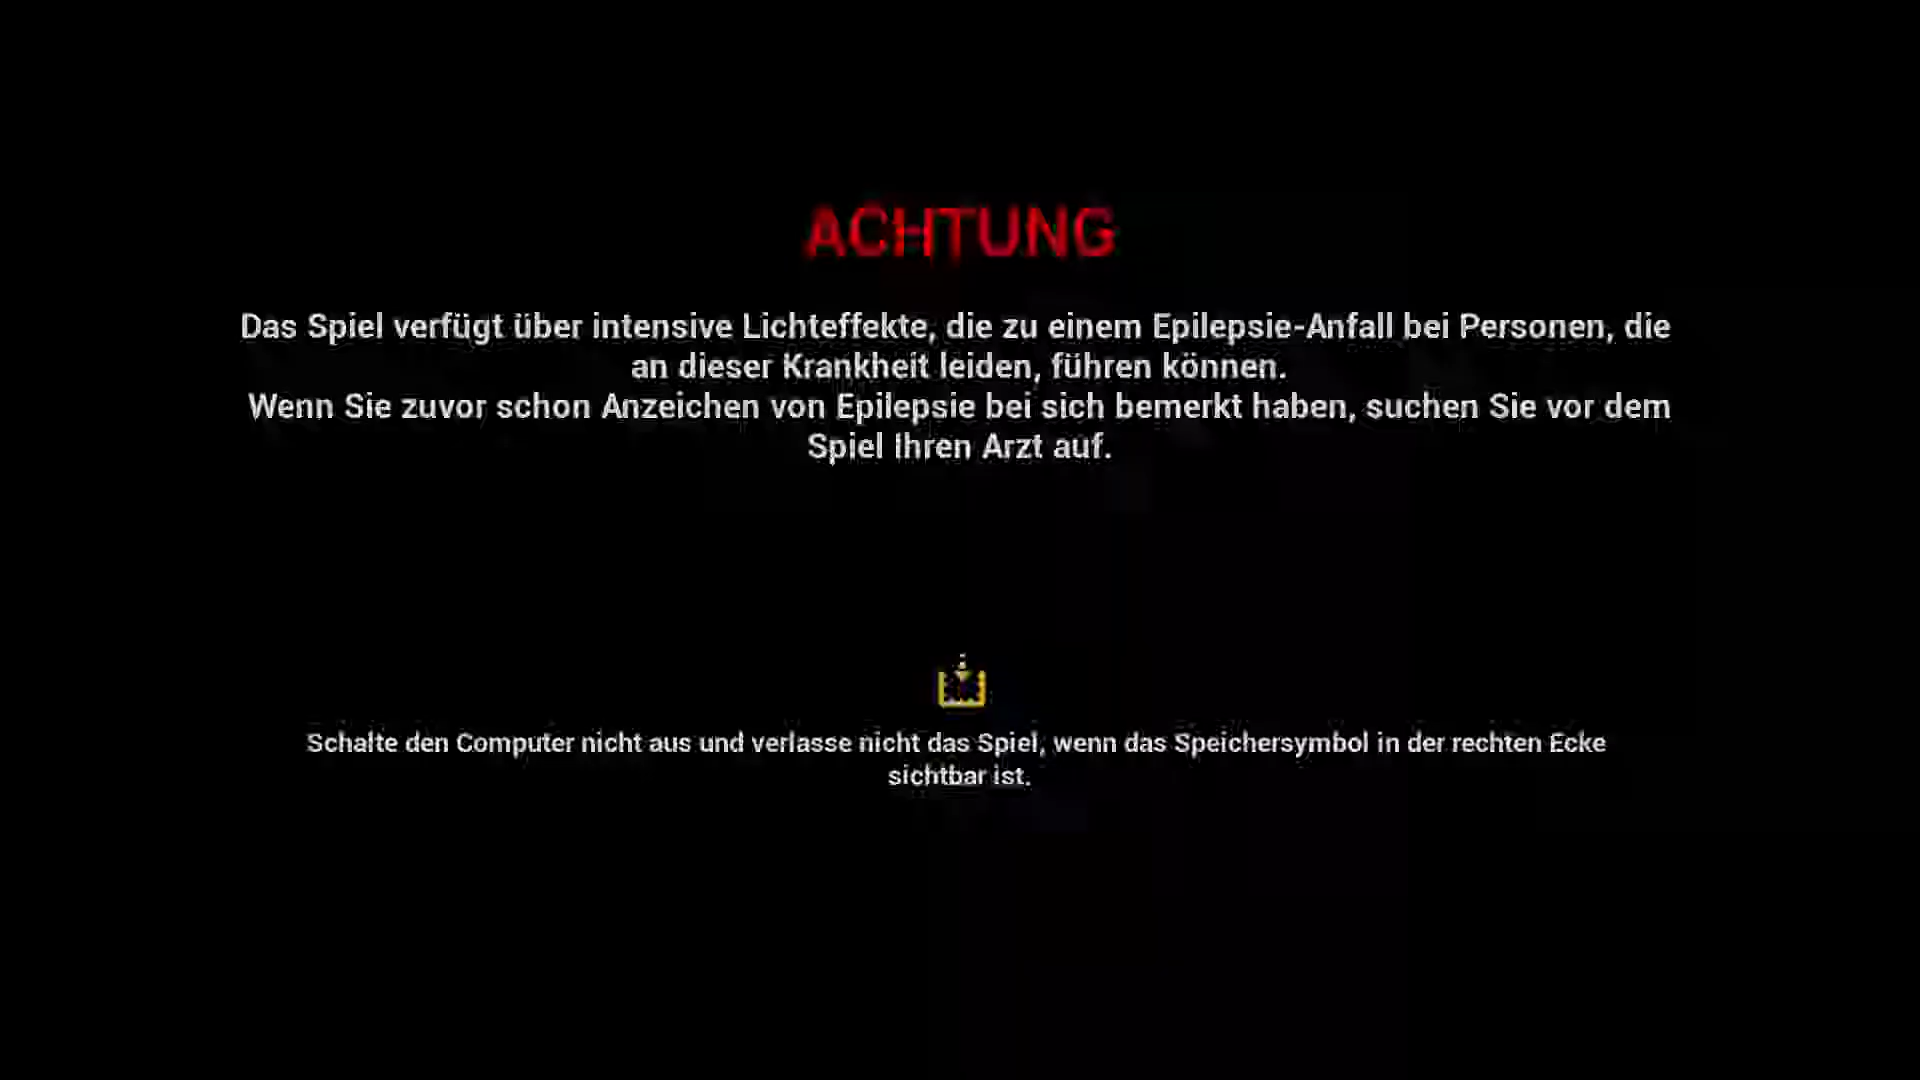 ACHTUNG
Das Spiel verfügt über intensive Lichteffekte, die zu einem Epilepsie-Anfall bei Personen, die
an dieser Krankheit leiden, führen können.
Wenn Sie zuvor schon Anzeichen von Epilepsie bei sich bemerkt haben, suchen Sie vor dem
Spiel Ihren Arzt auf.
Schalte den Computer nicht aus und verlasse nicht das Spiel, wenn das Speichersymbol in der rechten Ecke
sichtbar ist.